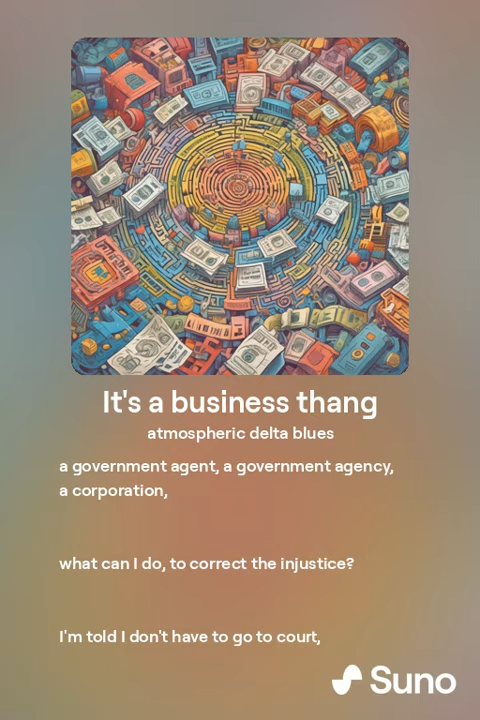 It's a business thang
atmospheric delta blues
a government agent, a government agency,
a corporation,
what can I do, to correct the injustice?
I'm told I don't have to go to court,
Suno